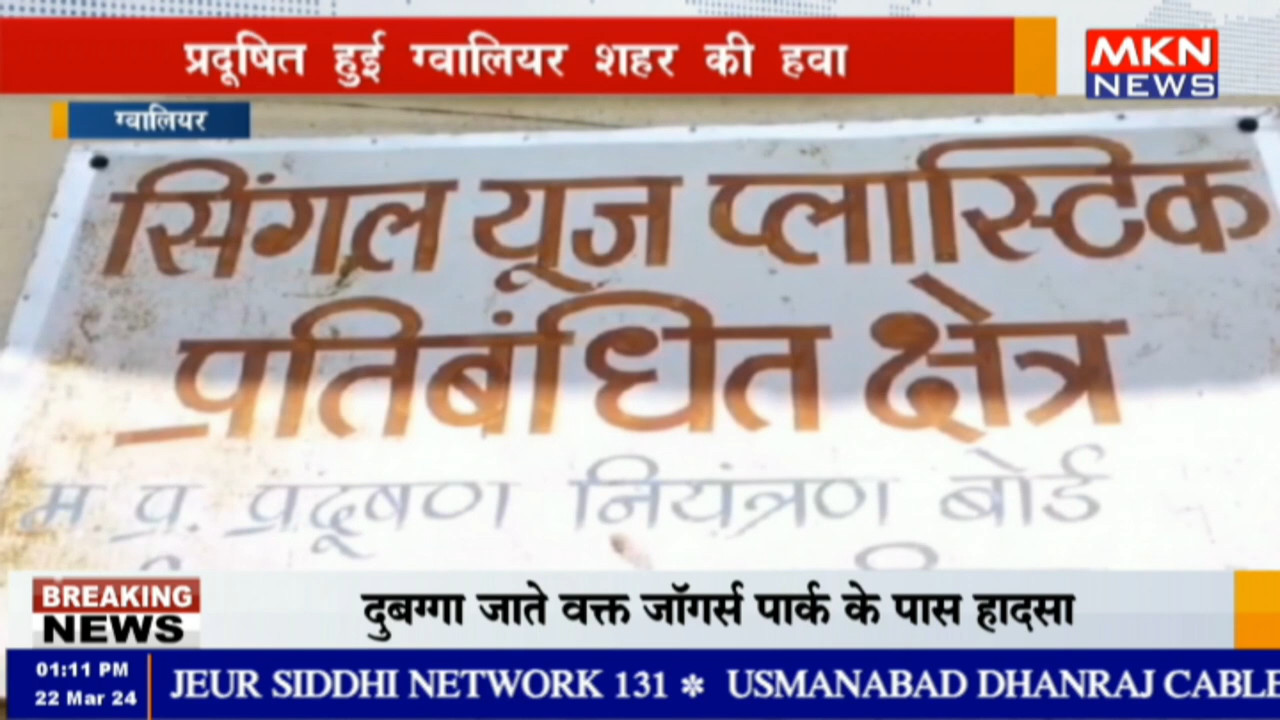 प्रदूषित हुई ग्वालियर शहर की हवा
MKN
NEWS
ग्वालियर
सिंगल यूज प्लास्टिक
प्रतिबंधित क्षेत्र
म. प्र. प्रदूषण नियंत्रण बोर्ड
BREAKING
NEWS
दुबग्गा जाते वक्त जॉगर्स पार्क के पास हादसा
01:11 PM
22 Mar 24
JEUR SIDDHI NETWORK 131 * USMANABAD DHANRAJ CABLE